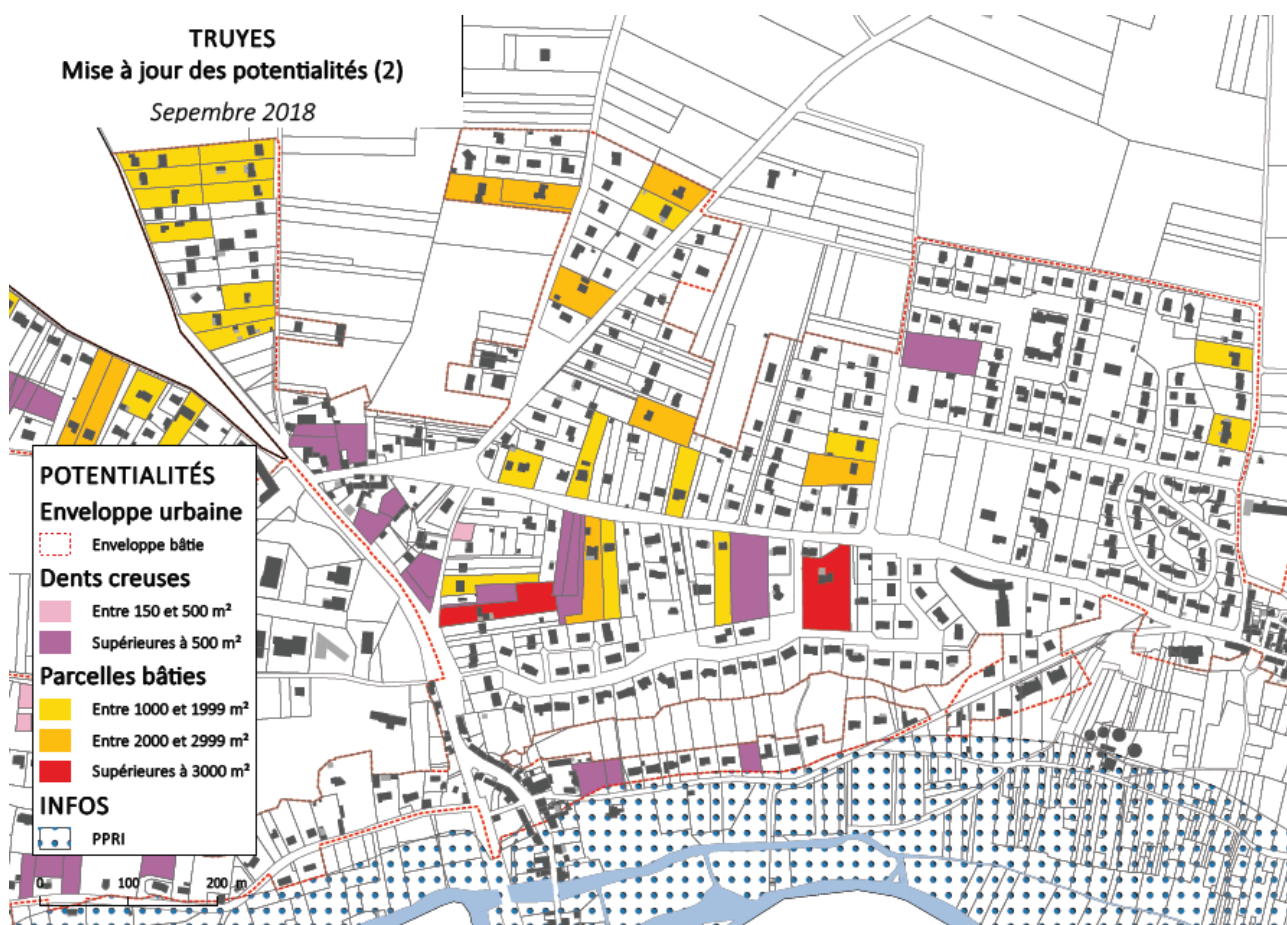 TRUYES
Mise à jour des potentialités (2)
Sepembre 2018
POTENTIALITÉS
Enveloppe urbaine
Enveloppe bâtie
Dents creuses
Entre 150 et 500 m²
Supérieures à 500 m²
Parcelles bâties
Entre 1000 et 1999 m²
Entre 2000 et 2999 m²
Supérieures à 3000 m²
INFOS
PPRI
0 100 200 m